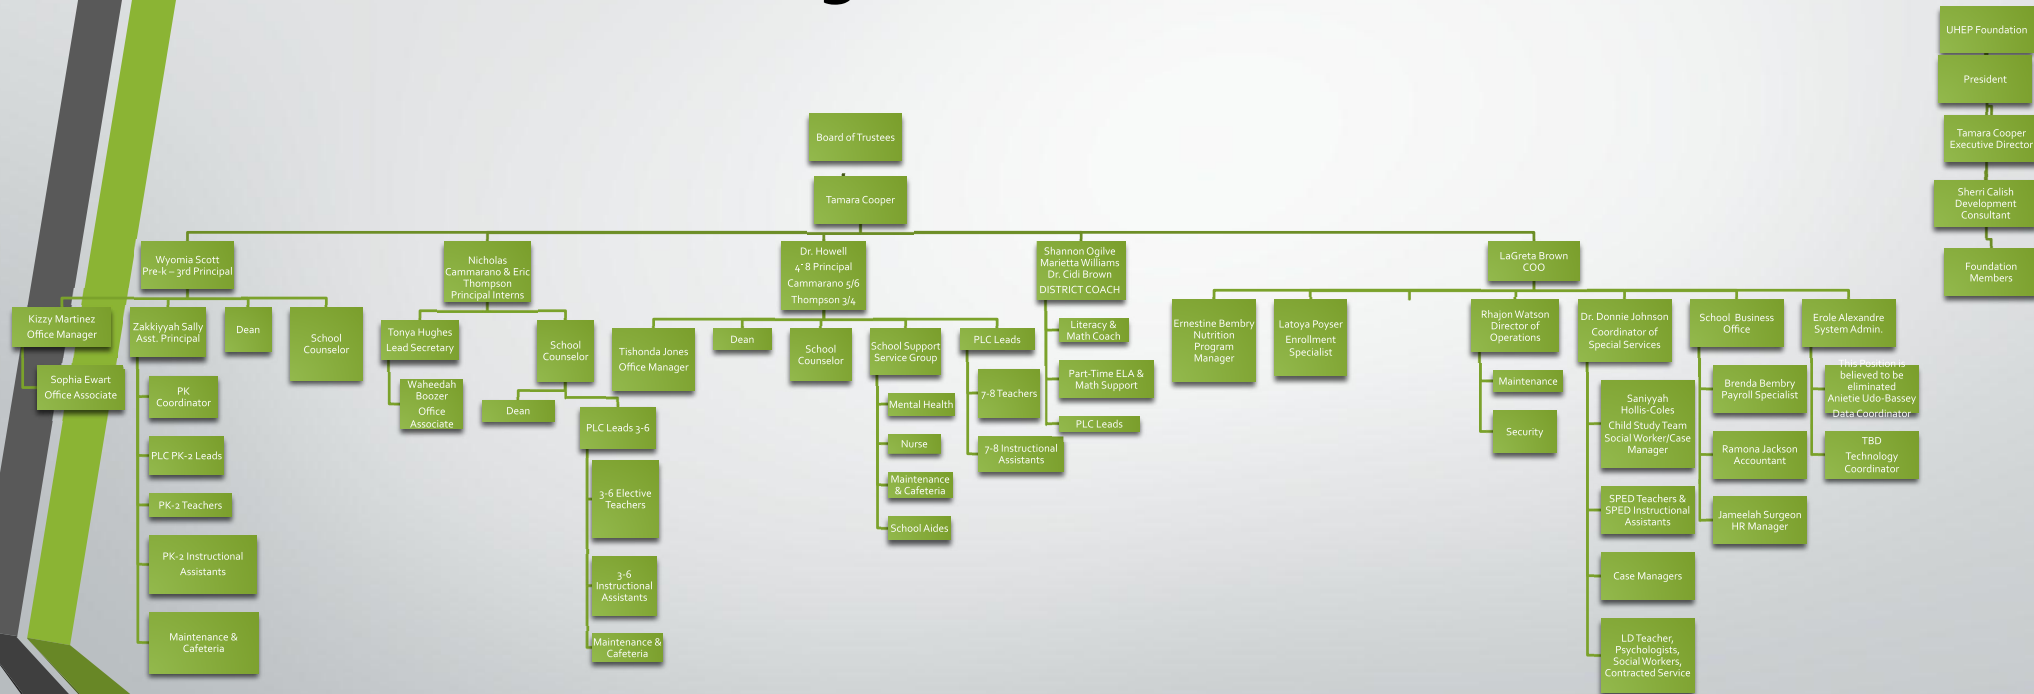 UHEP Foundation
President
Tamara Cooper
Executive Director
Sherri Calish
Development
Consultant
Foundation
Members
Board of Trustees
Tamara Cooper
Wyomia Scott
Pre-k – 3rd Principal
Kizzy Martinez
Office Manager
Sophia Ewart
Office Associate
Zakkiyyah Sally
Asst. Principal
PK
Coordinator
PLC PK-2 Leads
PK-2 Teachers
PK-2 Instructional
Assistants
Maintenance &
Cafeteria
Dean
School
Counselor
Nicholas
Cammarano & Eric
Thompson
Principal Interns
Tonya Hughes
Lead Secretary
Waheedah
Boozer
Office
Associate
School
Counselor
Dean
PLC Leads 3-6
3-6 Elective
Teachers
3-6
Instructional
Assistants
Maintenance &
Cafeteria
Dr. Howell
4-8 Principal
Cammarano 5/6
Thompson 3/4
Tishonda Jones
Office Manager
Dean
School
Counselor
School Support
Service Group
Mental Health
Nurse
Maintenance
& Cafeteria
School Aides
PLC Leads
7-8 Teachers
7-8 Instructional
Assistants
Shannon Ogilve
Marietta Williams
Dr. Cidi Brown
DISTRICT COACH
Literacy &
Math Coach
Part-Time ELA &
Math Support
PLC Leads
LaGreta Brown
COO
Ernestine Bembry
Nutrition
Program
Manager
Latoya Poyser
Enrollment
Specialist
Rhajon Watson
Director of
Operations
Maintenance
Security
Dr. Donnie Johnson
Coordinator of
Special Services
Saniyyah
Hollis-Coles
Child Study Team
Social Worker/Case
Manager
SPED Teachers &
SPED Instructional
Assistants
Case Managers
LD Teacher,
Psychologists,
Social Workers,
Contracted Service
School Business
Office
Brenda Bembry
Payroll Specialist
Ramona Jackson
Accountant
Jameelah Surgeon
HR Manager
Erole Alexandre
System Admin.
This Position is
believed to be
eliminated
Anietie Udo-Bassey
Data Coordinator
TBD
Technology
Coordinator